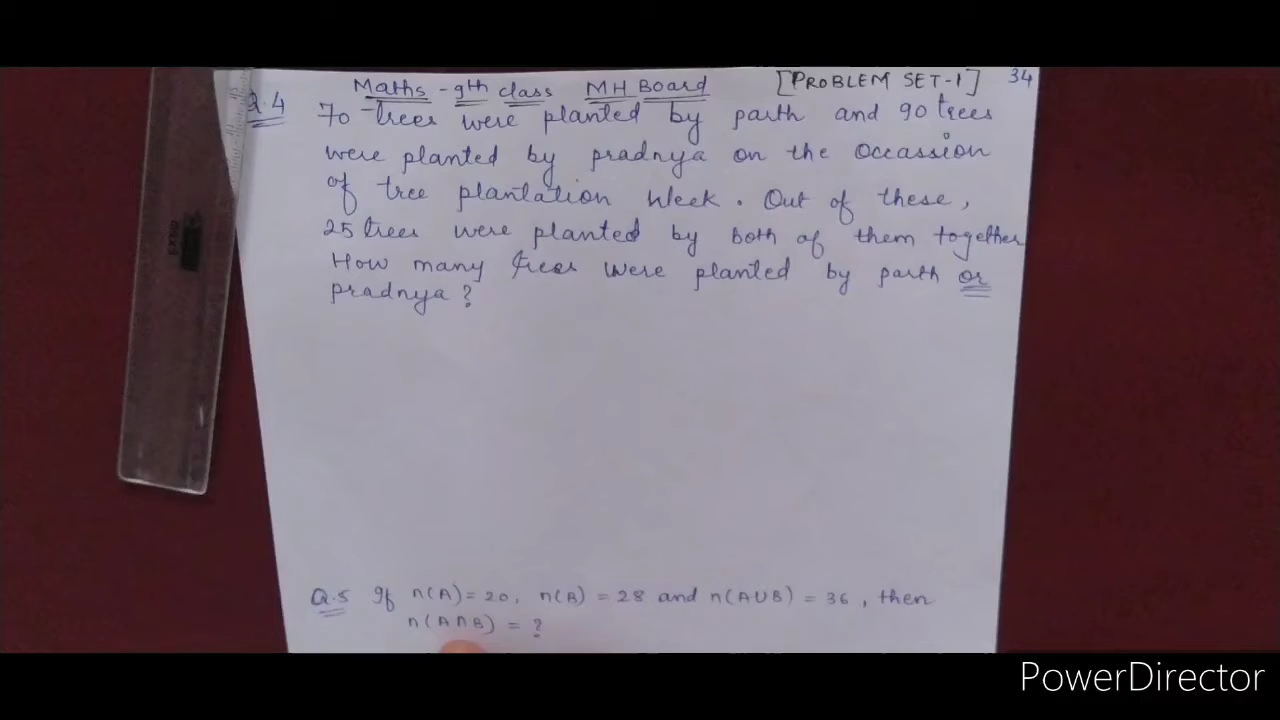 Maths - 9th class MH Board [PROBLEM SET-1] 34
Q.4 70 trees were planted by parth and 90 trees
were planted by pradnya on the occassion
of tree plantation week. Out of these,
25 trees were planted by both of them together
How many trees were planted by parth or
pradnya ?
Q.5 If n(A)= 20, n(B) = 28 and n(A∪B) = 36, then
n(A∩B) = ?
PowerDirector